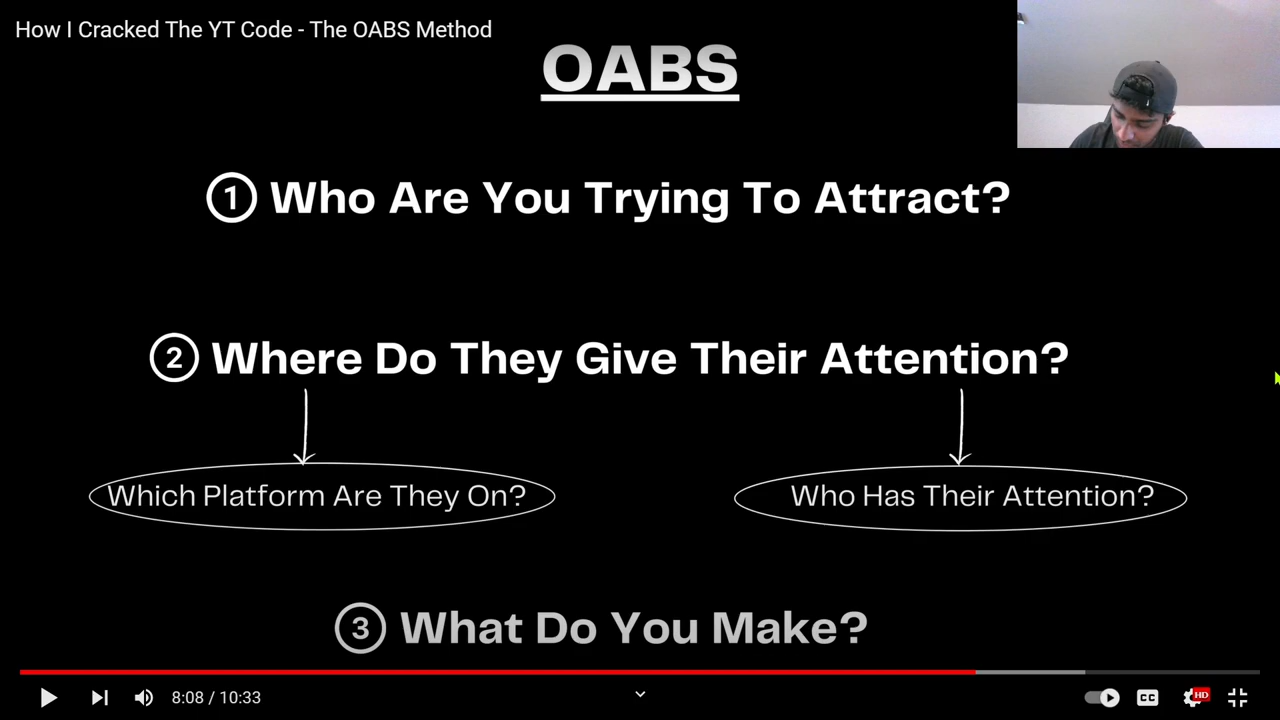 How I Cracked The YT Code - The OABS Method
OABS
1 Who Are You Trying To Attract?
2 Where Do They Give Their Attention?
Which Platform Are They On?
Who Has Their Attention?
3 What Do You Make?
8:08 / 10:33
CC
HD